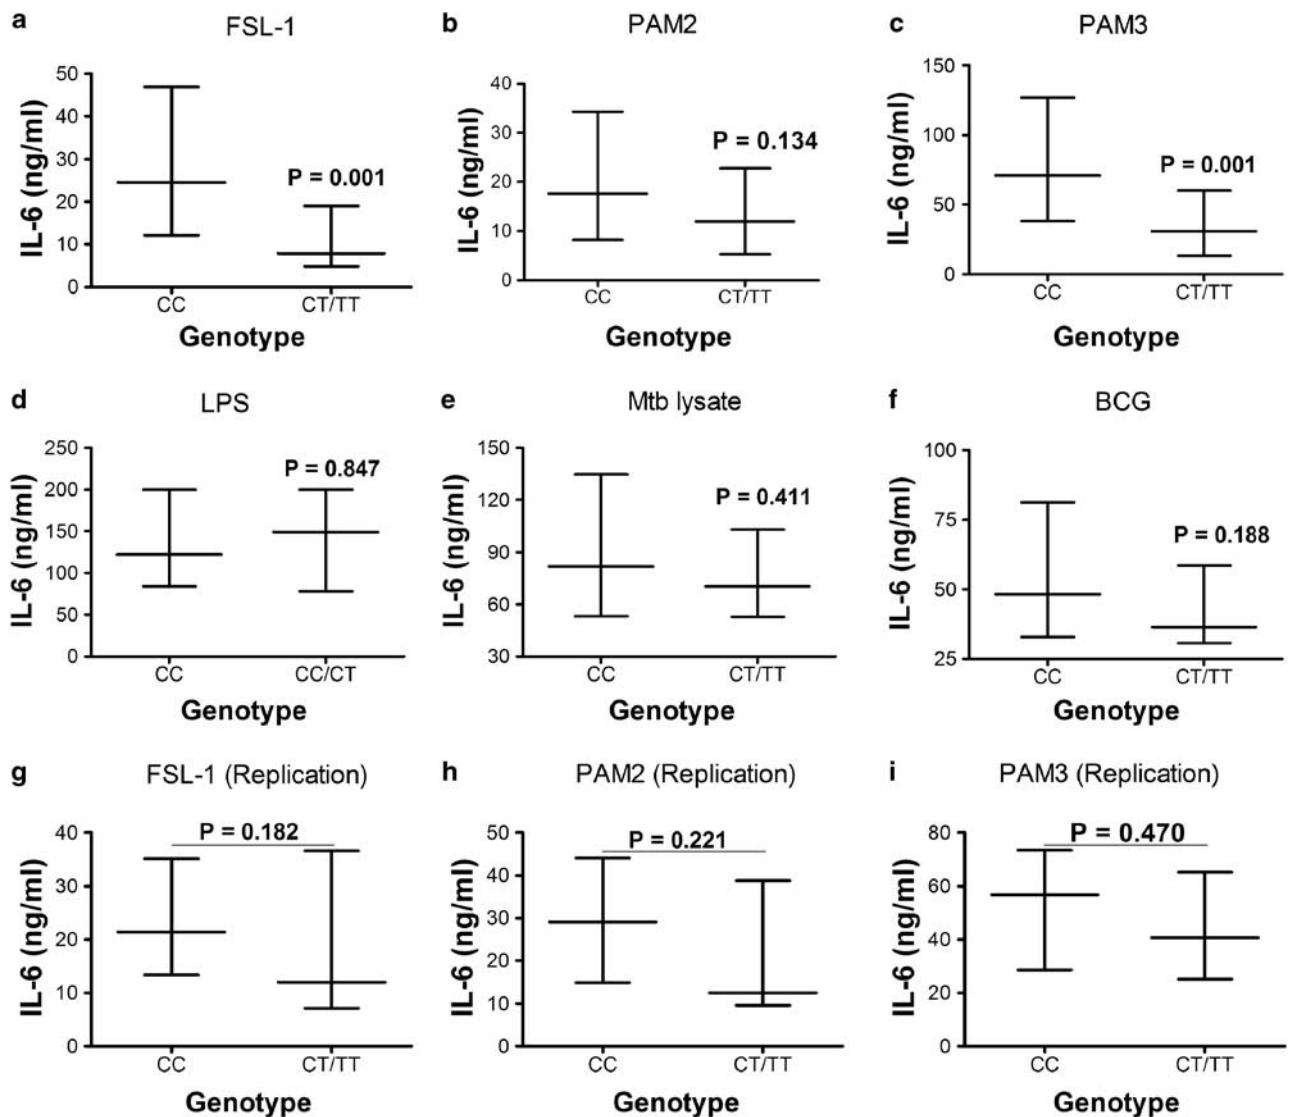 a FSL-1
50
40
30
20
10
0
IL-6 (ng/ml)
P = 0.001
CC CT/TT
Genotype
b PAM2
40
30
20
10
0
IL-6 (ng/ml)
P = 0.134
CC CT/TT
Genotype
c PAM3
150
100
50
0
IL-6 (ng/ml)
P = 0.001
CC CT/TT
Genotype
d LPS
250
200
150
100
50
0
IL-6 (ng/ml)
P = 0.847
CC CC/CT
Genotype
e Mtb lysate
150
120
90
60
30
IL-6 (ng/ml)
P = 0.411
CC CT/TT
Genotype
f BCG
100
75
50
25
IL-6 (ng/ml)
P = 0.188
CC CT/TT
Genotype
g FSL-1 (Replication)
40
30
20
10
0
IL-6 (ng/ml)
P = 0.182
CC CT/TT
Genotype
h PAM2 (Replication)
50
40
30
20
10
0
IL-6 (ng/ml)
P = 0.221
CC CT/TT
Genotype
i PAM3 (Replication)
80
60
40
20
0
IL-6 (ng/ml)
P = 0.470
CC CT/TT
Genotype